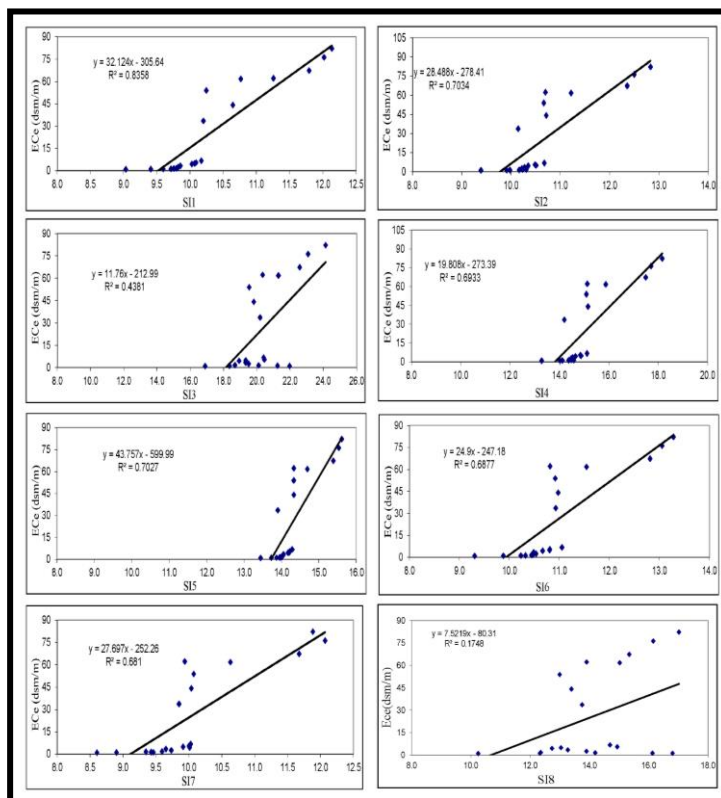 90
75
60
45
30
15
0
ECe (dsm/m)
y = 32.124x - 305.64
R² = 0.8358
8.0 8.5 9.0 9.5 10.0 10.5 11.0 11.5 12.0 12.5
SI1
105
90
75
60
45
30
15
0
ECe (dsm/m)
y = 28.488x - 278.41
R² = 0.7034
8.0 9.0 10.0 11.0 12.0 13.0 14.0
SI2
90
75
60
45
30
15
0
ECe (dsm/m)
y = 11.76x - 212.99
R² = 0.4381
8.0 10.0 12.0 14.0 16.0 18.0 20.0 22.0 24.0 26.0
SI3
105
90
75
60
45
30
15
0
ECe (dsm/m)
y = 19.808x - 273.39
R² = 0.6933
8.0 10.0 12.0 14.0 16.0 18.0 20.0
SI4
90
75
60
45
30
15
0
ECe (dsm/m)
y = 43.757x - 599.99
R² = 0.7027
8.0 9.0 10.0 11.0 12.0 13.0 14.0 15.0 16.0
SI5
90
75
60
45
30
15
0
ECe (dsm/m)
y = 24.9x - 247.18
R² = 0.6877
8.0 9.0 10.0 11.0 12.0 13.0 14.0
SI6
90
75
60
45
30
15
0
ECe (dsm/m)
y = 27.697x - 252.26
R² = 0.681
8.0 8.5 9.0 9.5 10.0 10.5 11.0 11.5 12.0 12.5
SI7
90
75
60
45
30
15
0
Ece(dsm/m)
y = 7.5219x - 80.31
R² = 0.1748
8.0 9.0 10.0 11.0 12.0 13.0 14.0 15.0 16.0 17.0 18.0
SI8